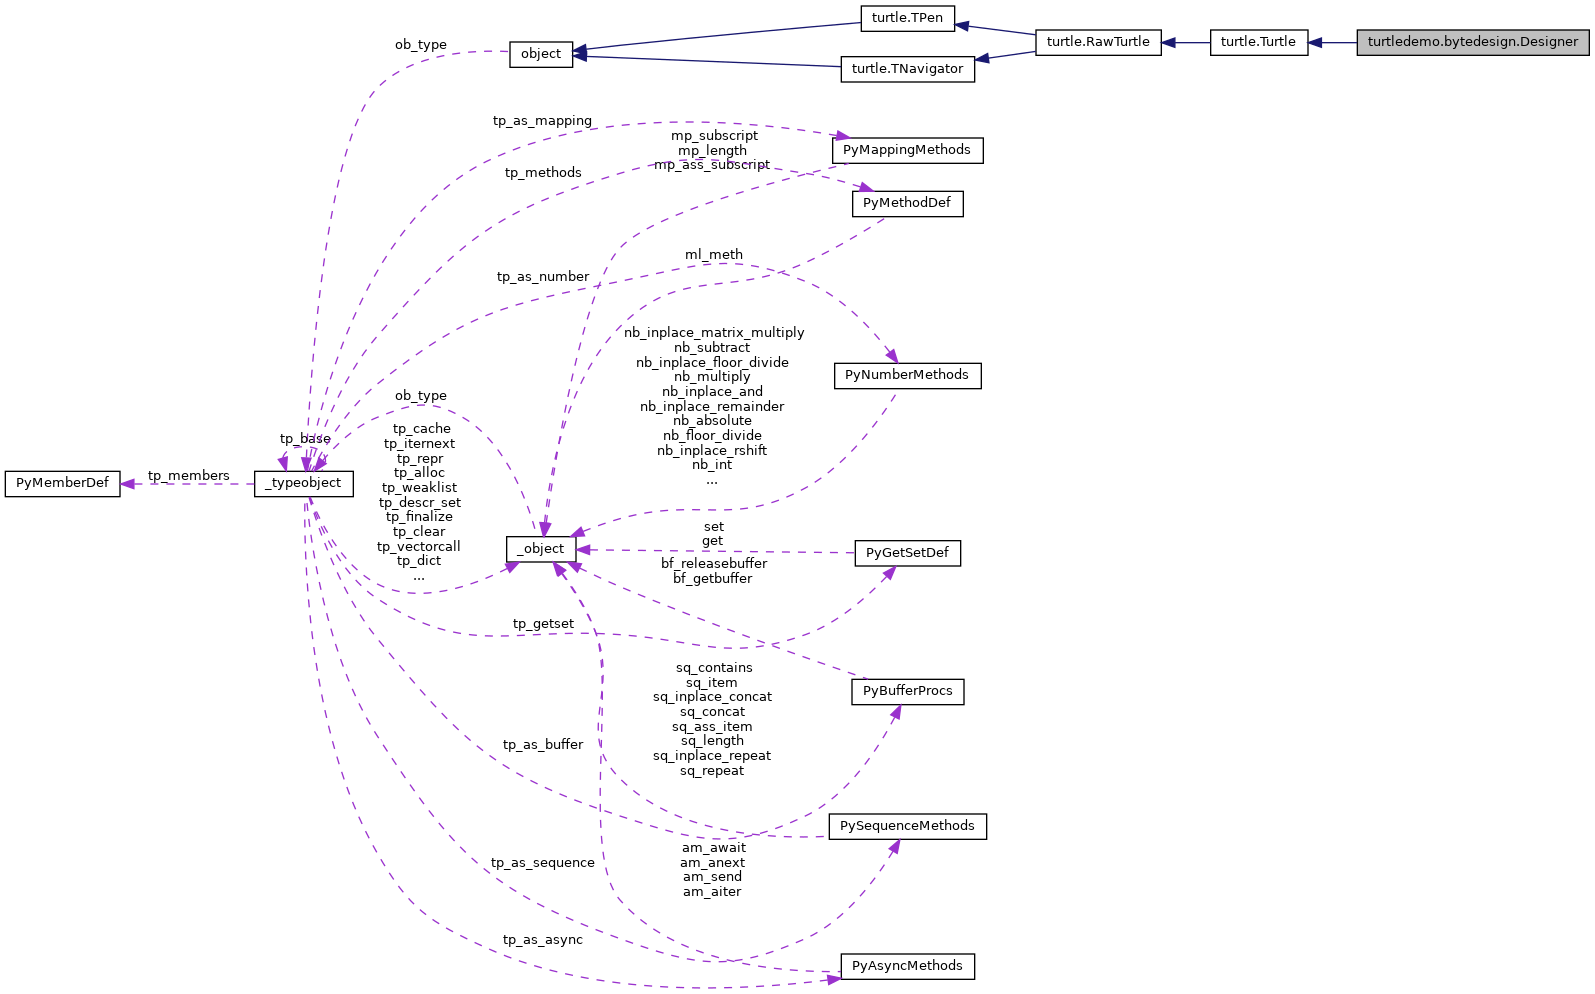 turtle.TPen
ob_type
object
turtle.RawTurtle
turtle.Turtle
turtledemo.bytedesign.Designer
turtle.TNavigator
tp_as_mapping
mp_subscript
mp_length
mp_ass_subscript
PyMappingMethods
tp_methods
PyMethodDef
ml_meth
tp_as_number
nb_inplace_matrix_multiply
nb_subtract
nb_inplace_floor_divide
nb_multiply
nb_inplace_and
nb_inplace_remainder
nb_absolute
nb_floor_divide
nb_inplace_rshift
nb_int
...
PyNumberMethods
ob_type
tp_cache
tp_iternext
tp_repr
tp_alloc
tp_weaklist
tp_descr_set
tp_finalize
tp_clear
tp_vectorcall
tp_dict
...
tp_base
PyMemberDef
tp_members
_typeobject
_object
set
get
PyGetSetDef
bf_releasebuffer
bf_getbuffer
tp_getset
sq_contains
sq_item
sq_inplace_concat
sq_concat
sq_ass_item
sq_length
sq_inplace_repeat
sq_repeat
PyBufferProcs
tp_as_buffer
PySequenceMethods
am_await
am_anext
am_send
am_aiter
tp_as_sequence
tp_as_async
PyAsyncMethods